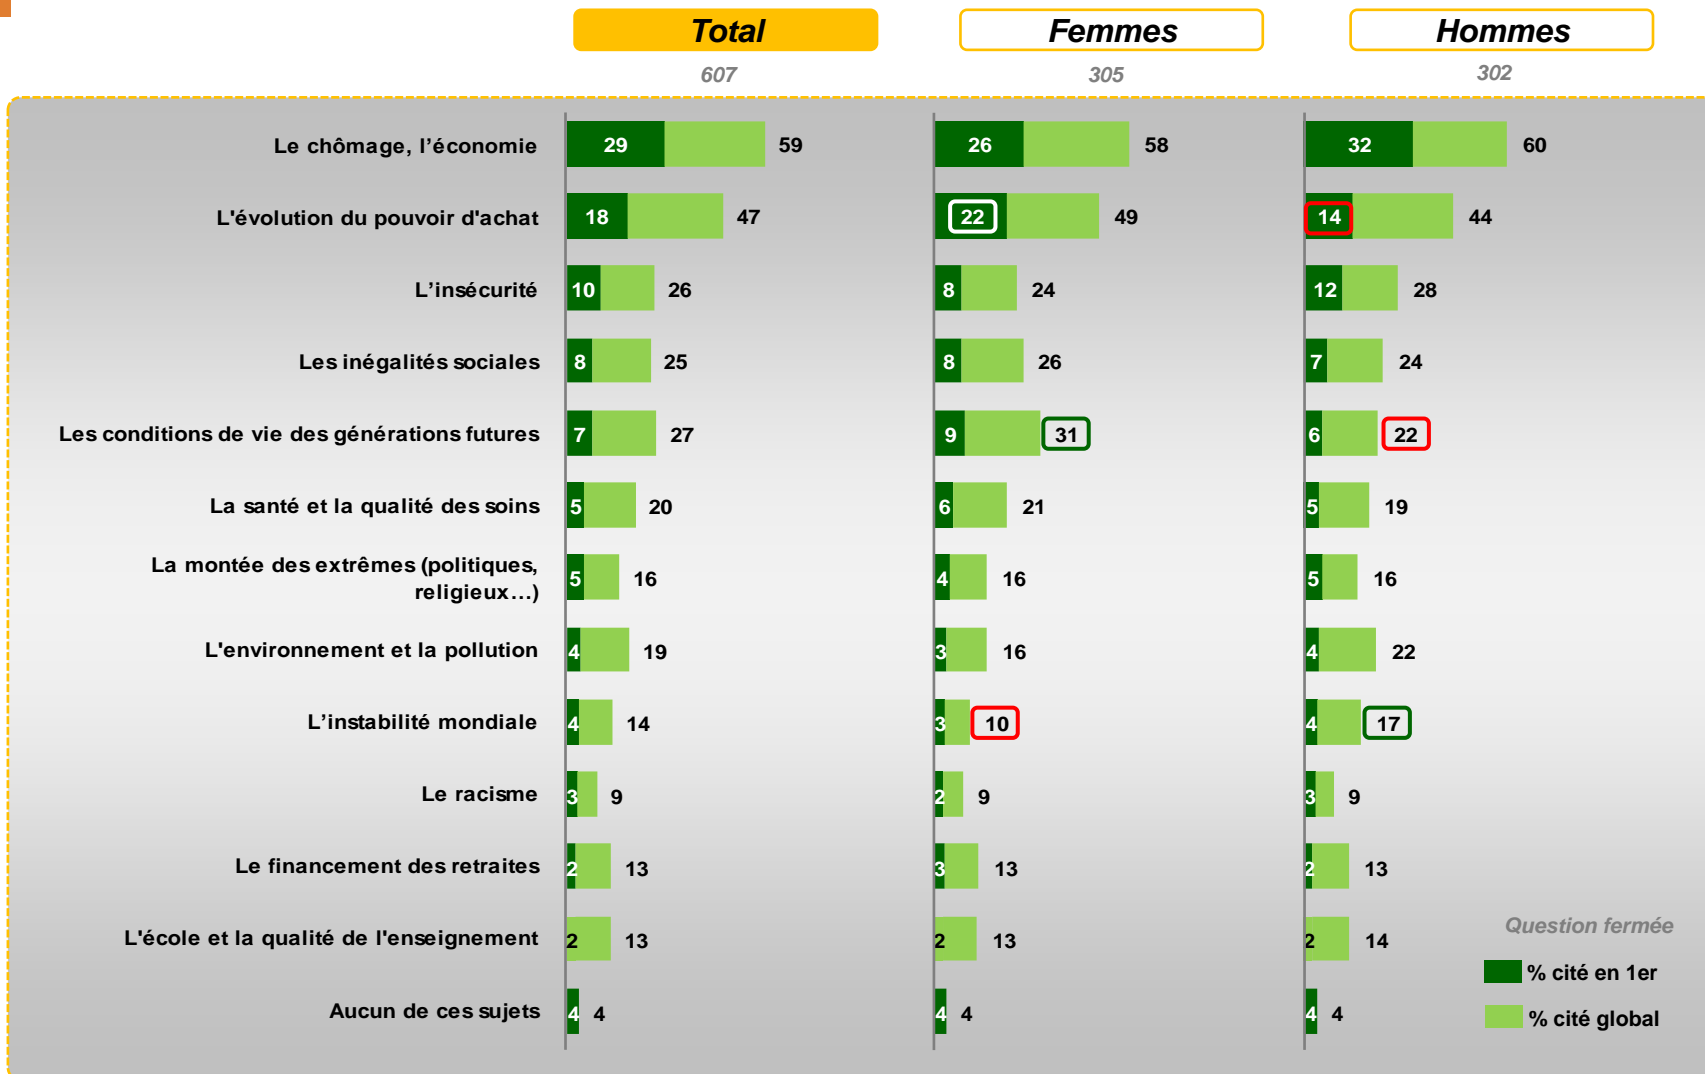 Total Femmes Hommes
607 305 302
Le chômage, l’économie 29 59 26 58 32 60
L'évolution du pouvoir d'achat 18 47 22 49 14 44
L’insécurité 10 26 8 24 12 28
Les inégalités sociales 8 25 8 26 7 24
Les conditions de vie des générations futures 7 27 9 31 6 22
La santé et la qualité des soins 5 20 6 21 5 19
La montée des extrêmes (politiques,
religieux…) 5 16 4 16 5 16
L'environnement et la pollution 4 19 3 16 4 22
L’instabilité mondiale 4 14 3 10 4 17
Le racisme 3 9 2 9 3 9
Le financement des retraites 2 13 3 13 2 13
L'école et la qualité de l'enseignement 2 13 2 13 2 14
Aucun de ces sujets 4 4 4 4 4 4
Question fermée
% cité en 1er
% cité global